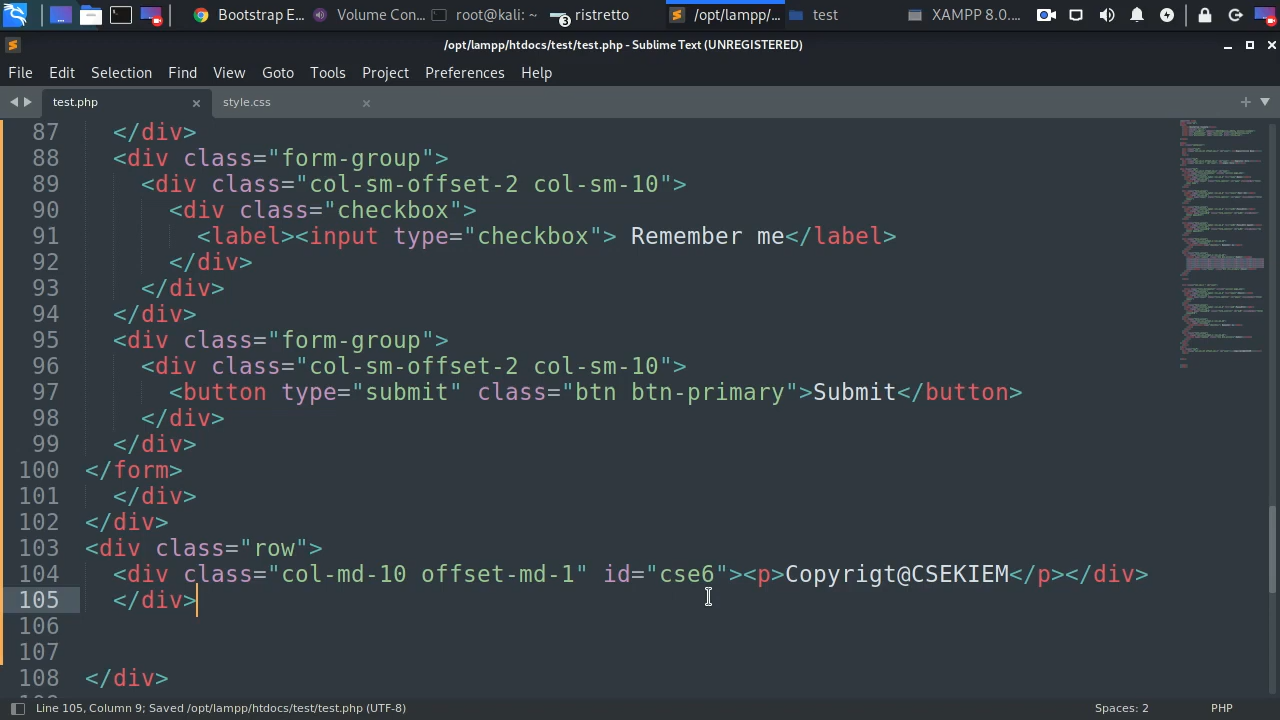 Bootstrap E... Volume Con... root@kali: ~ 3 ristretto /opt/lampp/... test XAMPP 8.0....
/opt/lampp/htdocs/test/test.php - Sublime Text (UNREGISTERED)
File Edit Selection Find View Goto Tools Project Preferences Help
test.php style.css
87 </div>
88 <div class="form-group">
89 <div class="col-sm-offset-2 col-sm-10">
90 <div class="checkbox">
91 <label><input type="checkbox"> Remember me</label>
92 </div>
93 </div>
94 </div>
95 <div class="form-group">
96 <div class="col-sm-offset-2 col-sm-10">
97 <button type="submit" class="btn btn-primary">Submit</button>
98 </div>
99 </div>
100 </form>
101 </div>
102 </div>
103 <div class="row">
104 <div class="col-md-10 offset-md-1" id="cse6"><p>Copyrigt@CSEKIEM</p></div>
105 </div>
106
107
108 </div>
Line 105, Column 9; Saved /opt/lampp/htdocs/test/test.php (UTF-8) Spaces: 2 PHP